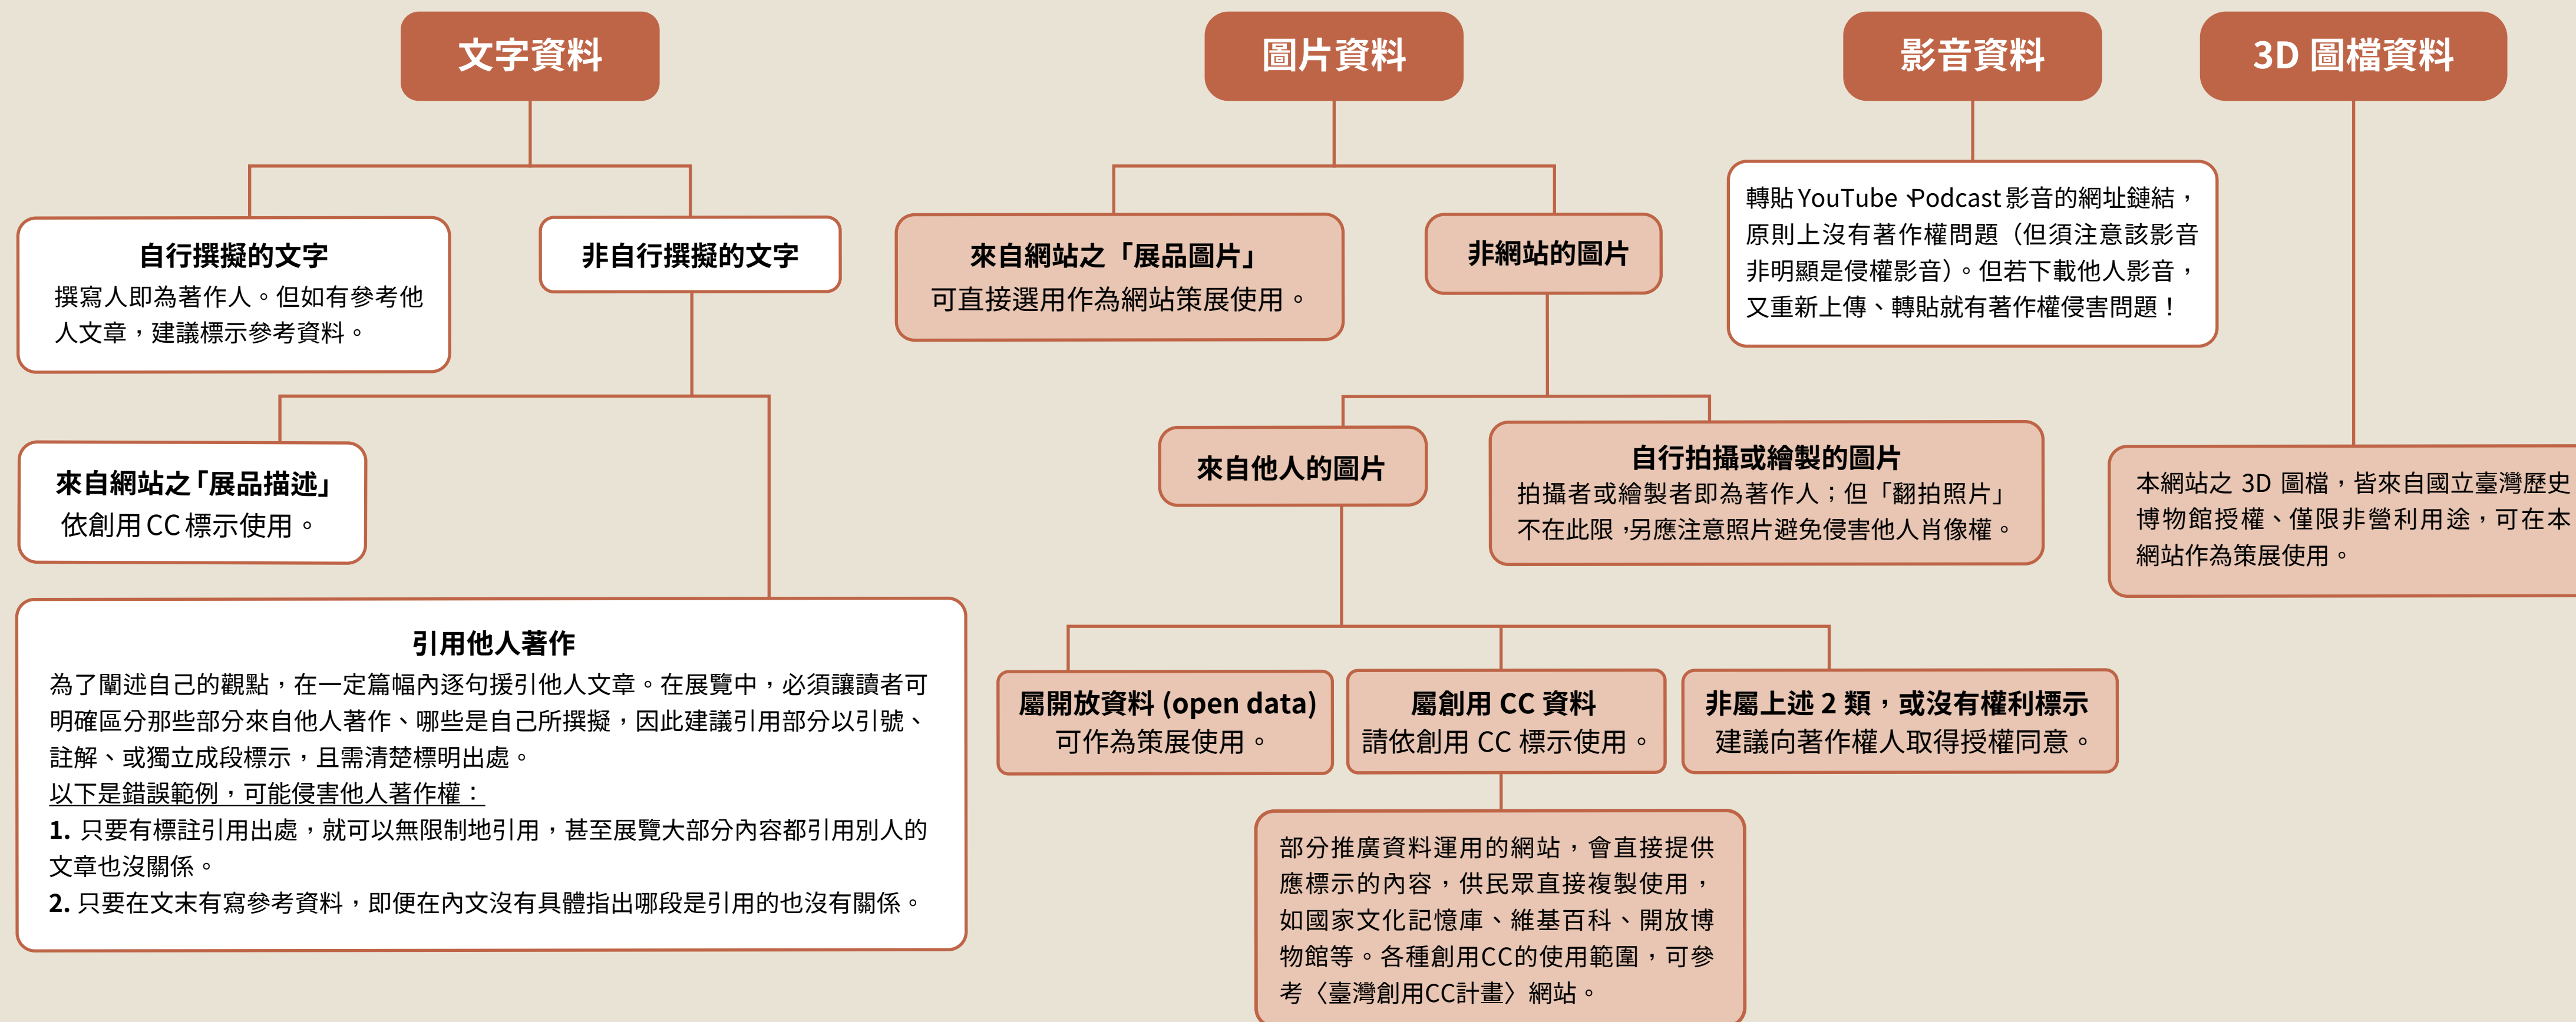 文字資料
自行撰擬的文字
撰寫人即為著作人。但如有參考他
人文章，建議標示參考資料。
非自行撰擬的文字
來自網站之「展品描述」
依創用 CC 標示使用。
引用他人著作
為了闡述自己的觀點，在一定篇幅內逐句援引他人文章。在展覽中，必須讓讀者可
明確區分那些部分來自他人著作、哪些是自己所撰擬，因此建議引用部分以引號、
註解、或獨立成段標示，且需清楚標明出處。
以下是錯誤範例，可能侵害他人著作權：
1. 只要有標註引用出處，就可以無限制地引用，甚至展覽大部分內容都引用別人的
文章也沒關係。
2. 只要在文末有寫參考資料，即便在內文沒有具體指出哪段是引用的也沒有關係。
圖片資料
來自網站之「展品圖片」
可直接選用作為網站策展使用。
非網站的圖片
來自他人的圖片
自行拍攝或繪製的圖片
拍攝者或繪製者即為著作人；但「翻拍照片」
不在此限，另應注意照片避免侵害他人肖像權。
屬開放資料 (open data)
可作為策展使用。
屬創用 CC 資料
請依創用 CC 標示使用。
非屬上述 2 類，或沒有權利標示
建議向著作權人取得授權同意。
部分推廣資料運用的網站，會直接提供
應標示的內容，供民眾直接複製使用，
如國家文化記憶庫、維基百科、開放博
物館等。各種創用CC的使用範圍，可參
考〈臺灣創用CC計畫〉網站。
影音資料
轉貼 YouTube、Podcast 影音的網址鏈結，
原則上沒有著作權問題（但須注意該影音
非明顯是侵權影音）。但若下載他人影音，
又重新上傳、轉貼就有著作權侵害問題！
3D 圖檔資料
本網站之 3D 圖檔，皆來自國立臺灣歷史
博物館授權、僅限非營利用途，可在本
網站作為策展使用。